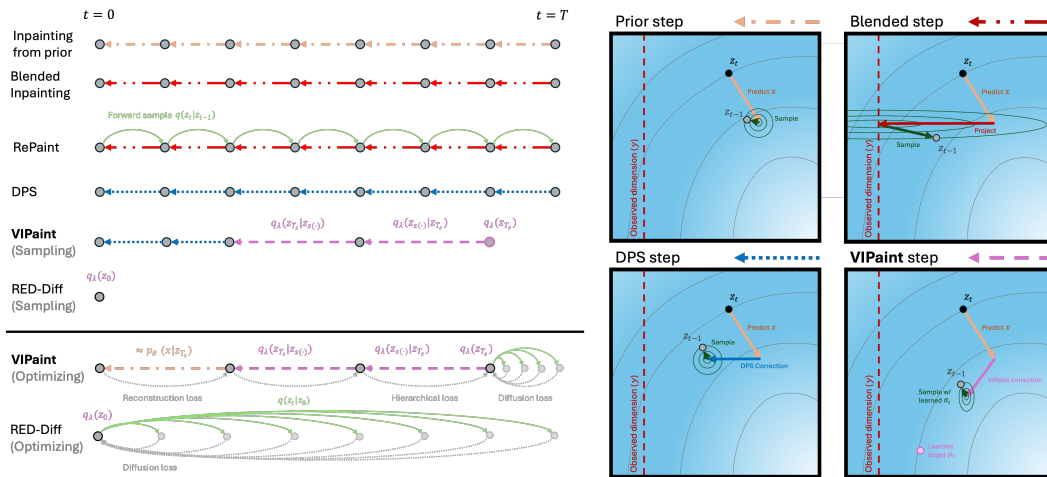 t = 0
t = T
Inpainting
from prior
Blended
Inpainting
Forward sample q(z_t|z_{t−1})
RePaint
DPS
VIPaint
(Sampling)
q_λ(z_{T_s}|z_{s(·)})
q_λ(z_{s(·)}|z_{T_e})
q_λ(z_{T_e})
q_λ(z_0)
RED-Diff
(Sampling)
VIPaint
(Optimizing)
≈ p_θ (x|z_{T_s})
q_λ(z_{T_s}|z_{s(·)})
q_λ(z_{s(·)}|z_{T_e})
q_λ(z_{T_e})
Reconstruction loss
Hierarchical loss
Diffusion loss
q_λ(z_0)
q(z_t|z_0)
RED-Diff
(Optimizing)
Diffusion loss
Prior step
Observed dimension (y)
z_t
Predict x̂
z_{t−1}
Sample
Blended step
Observed dimension (y)
z_t
Predict x̂
Project
Sample
z_{t−1}
DPS step
Observed dimension (y)
z_t
Predict x̂
z_{t−1}
Sample
DPS Correction
VIPaint step
Observed dimension (y)
z_t
Predict x̂
z_{t−1}
VIPaint correction
Sample w/
learned σ̂_t
Learned
target μ_t